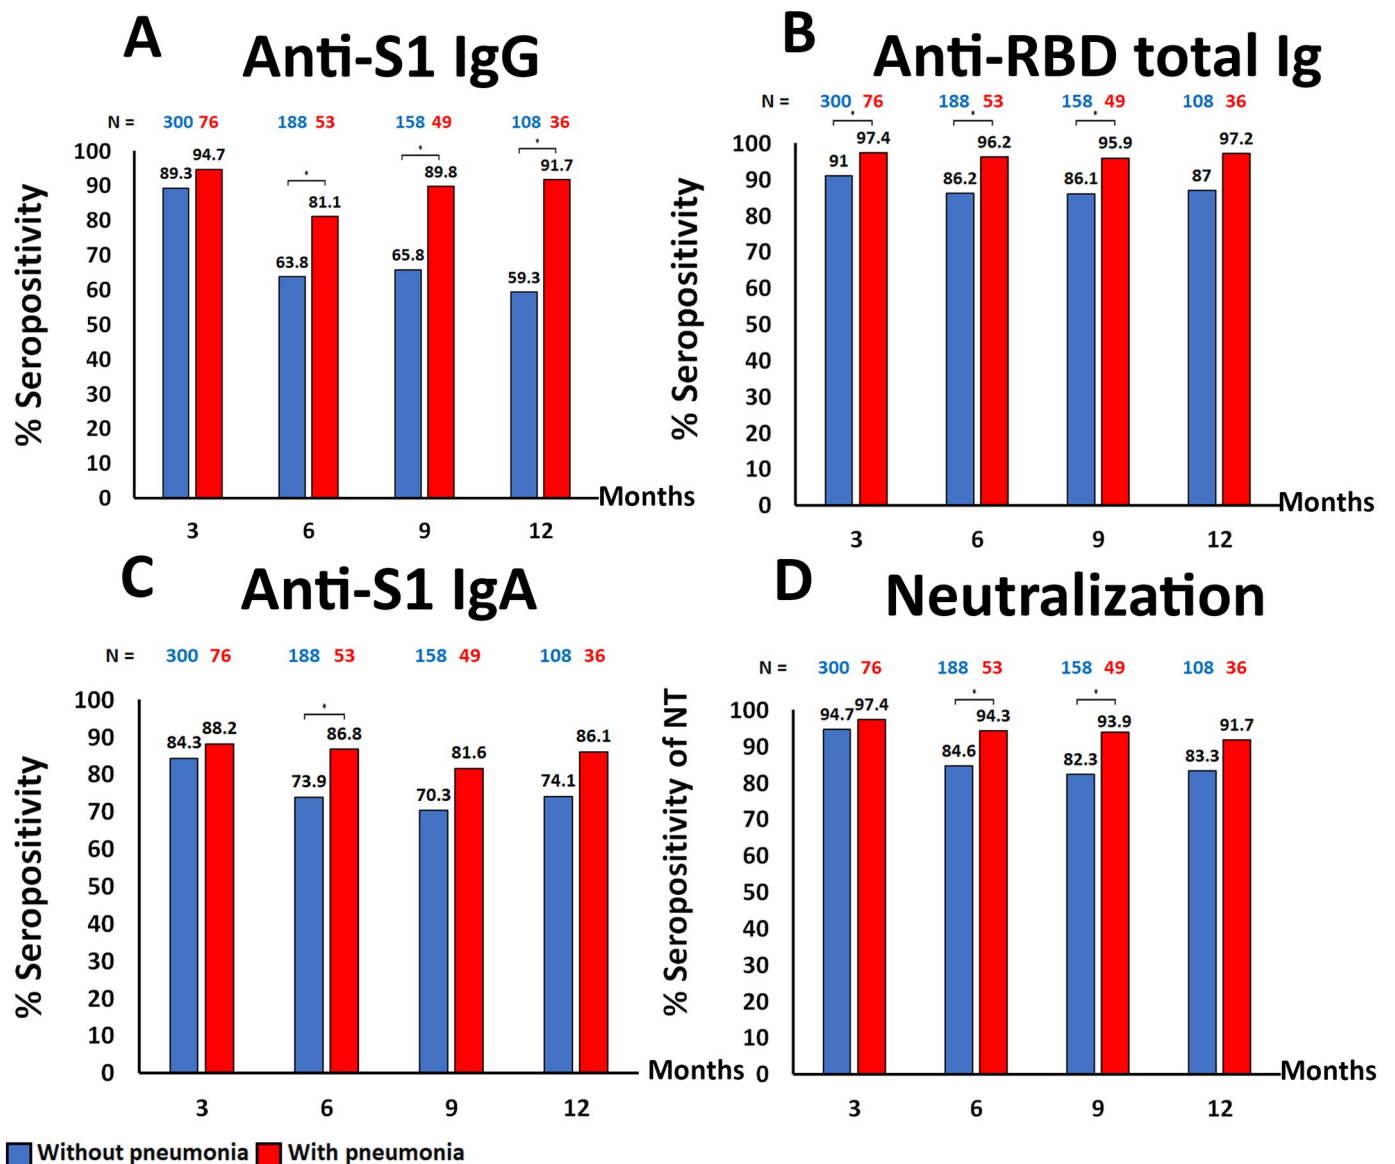 A Anti-S1 IgG
N = 300 76 188 53 158 49 108 36
% Seropositivity
100
90
80
70
60
50
40
30
20
10
0
89.3 94.7
* 63.8 81.1
* 65.8 89.8
* 59.3 91.7
3 6 9 12
Months
B Anti-RBD total Ig
N = 300 76 188 53 158 49 108 36
% Seropositivity
100
90
80
70
60
50
40
30
20
10
0
* 91 97.4
* 86.2 96.2
* 86.1 95.9
87 97.2
3 6 9 12
Months
C Anti-S1 IgA
N = 300 76 188 53 158 49 108 36
% Seropositivity
100
90
80
70
60
50
40
30
20
10
0
84.3 88.2
* 73.9 86.8
70.3 81.6
74.1 86.1
3 6 9 12
Months
D Neutralization
N = 300 76 188 53 158 49 108 36
% Seropositivity of NT
100
90
80
70
60
50
40
30
20
10
0
94.7 97.4
* 84.6 94.3
* 82.3 93.9
83.3 91.7
3 6 9 12
Months
Without pneumonia With pneumonia